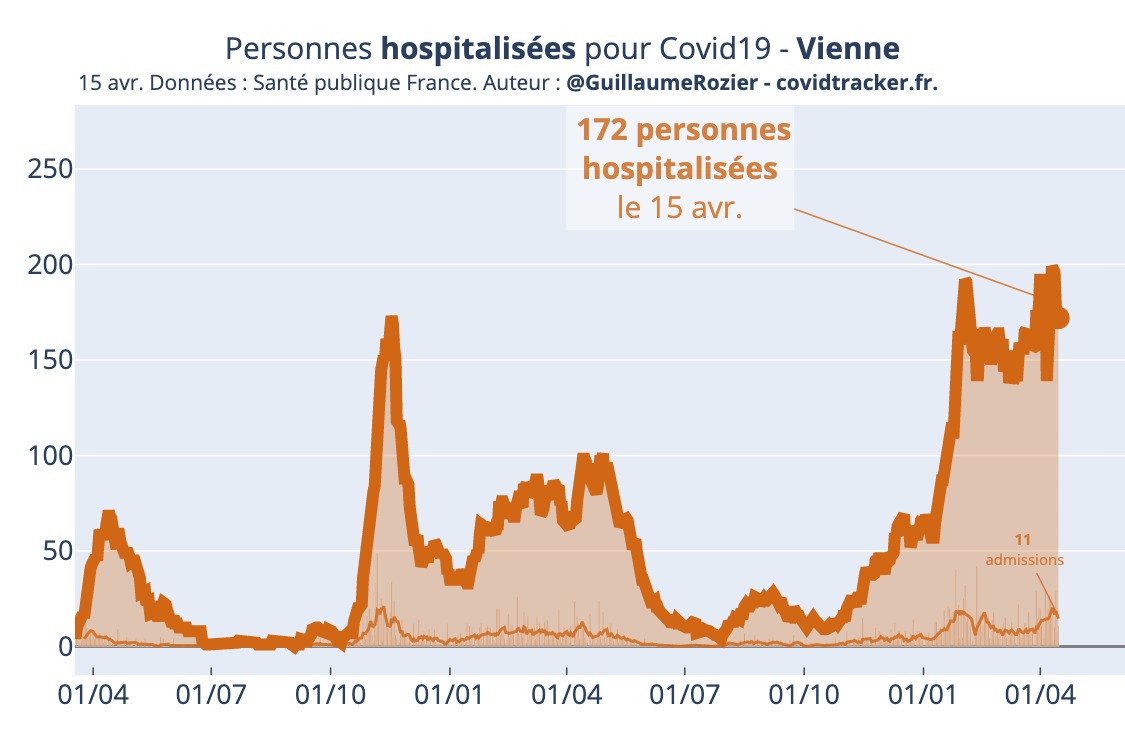 Personnes hospitalisées pour Covid19 - Vienne
15 avr. Données : Santé publique France. Auteur : @GuillaumeRozier - covidtracker.fr.
172 personnes
hospitalisées
le 15 avr.
250
200
150
100
50
0
11
admissions
01/04 01/07 01/10 01/01 01/04 01/07 01/10 01/01 01/04